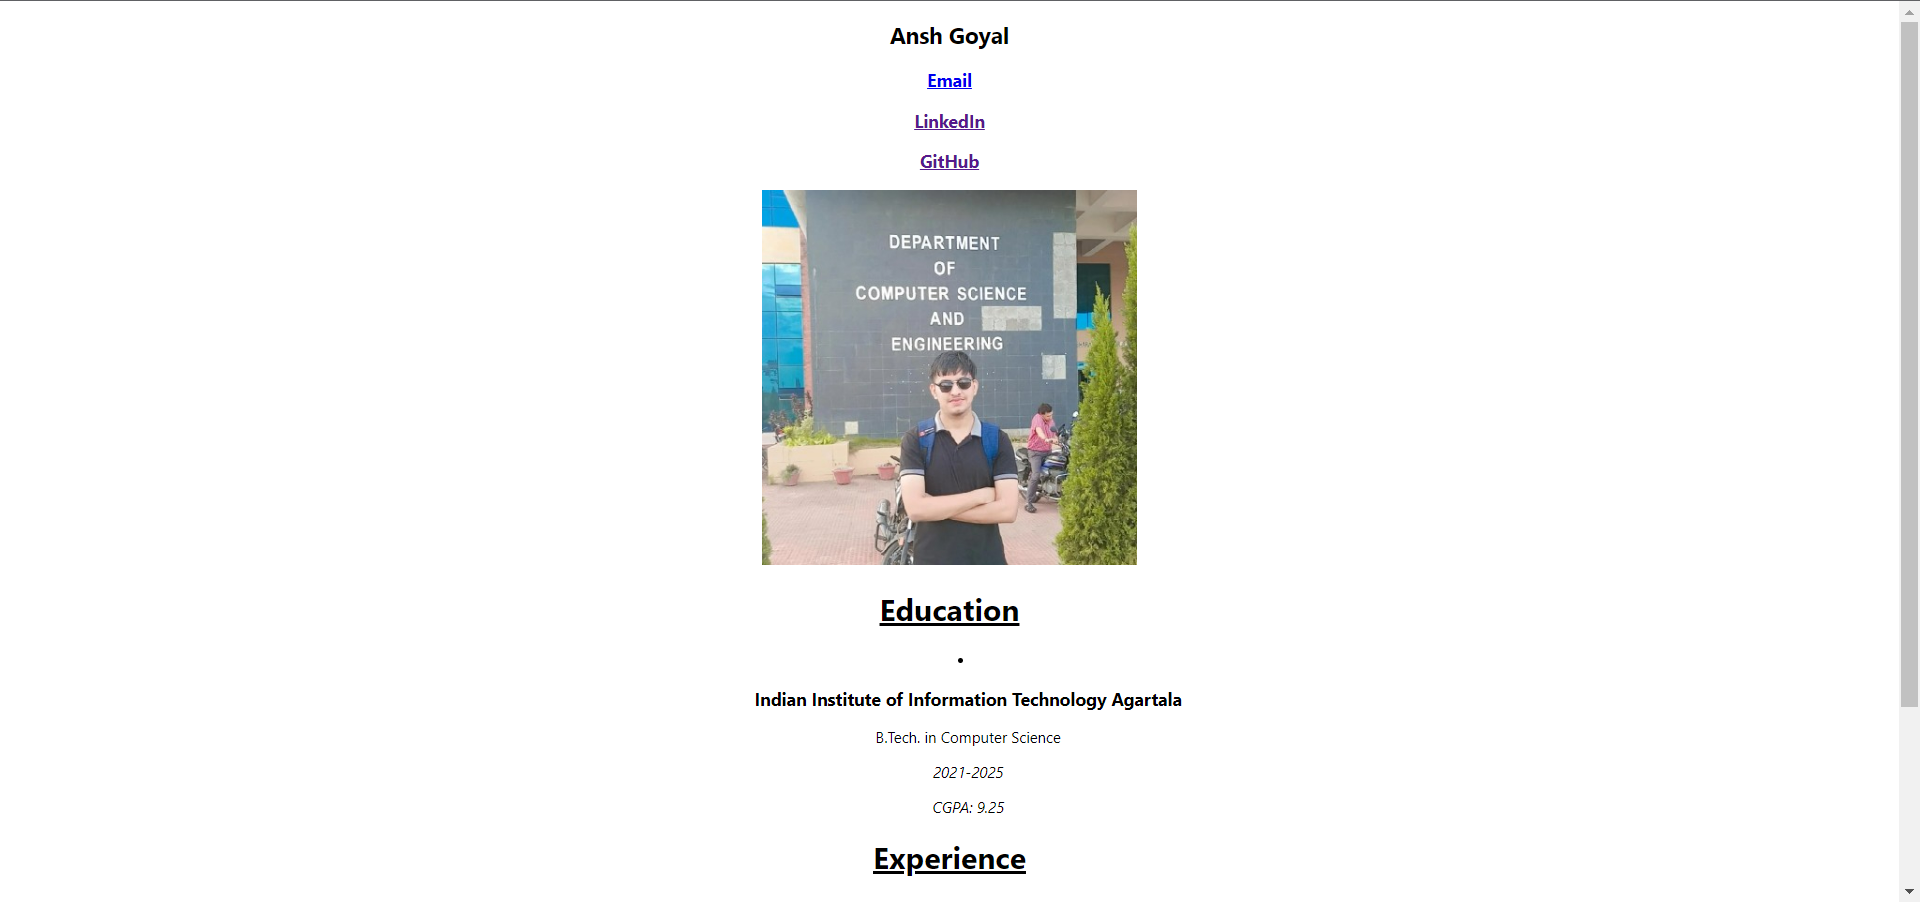 Ansh Goyal
Email
LinkedIn
GitHub
DEPARTMENT
OF
COMPUTER SCIENCE
AND
ENGINEERING
Education
•
Indian Institute of Information Technology Agartala
B.Tech. in Computer Science
2021-2025
CGPA: 9.25
Experience